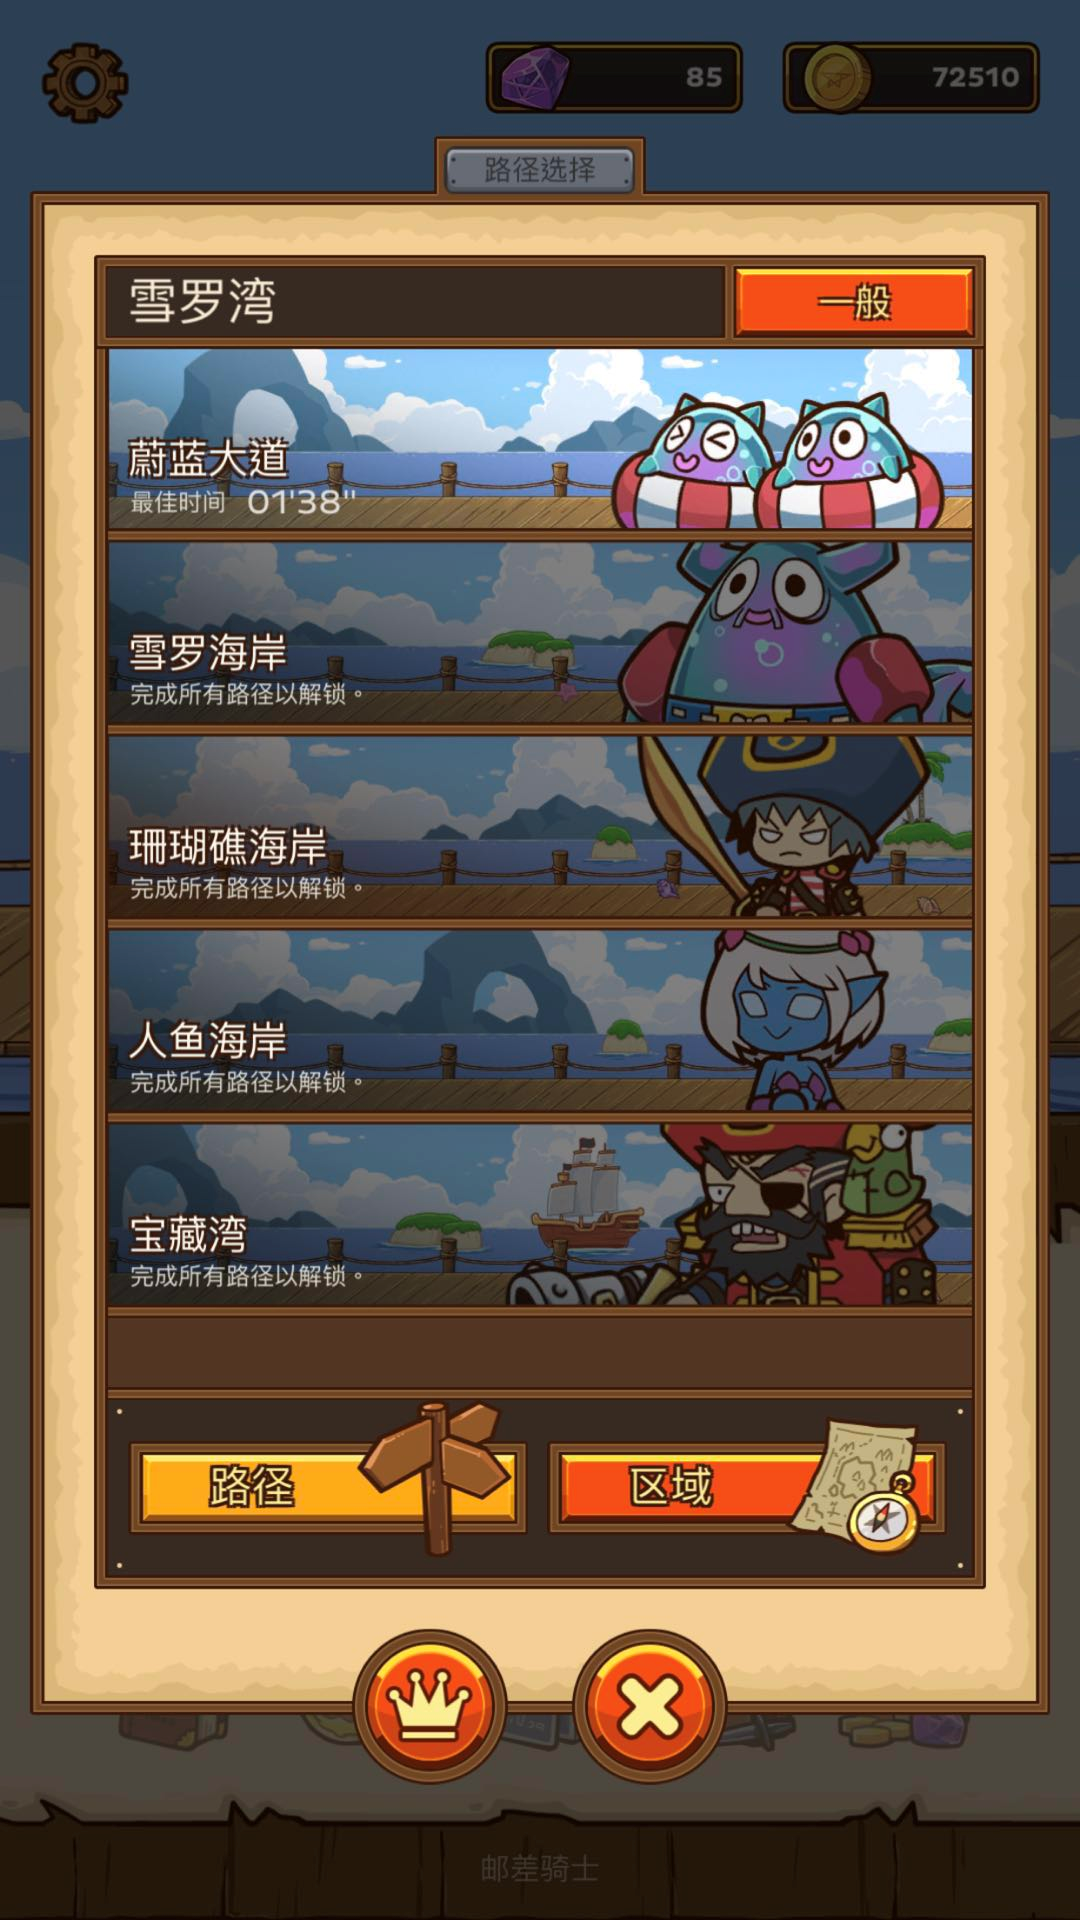 85
72510
路径选择
雪罗湾
一般
蔚蓝大道
最佳时间 01'38"
雪罗海岸
完成所有路径以解锁。
珊瑚礁海岸
完成所有路径以解锁。
人鱼海岸
完成所有路径以解锁。
宝藏湾
完成所有路径以解锁。
路径
区域
邮差骑士